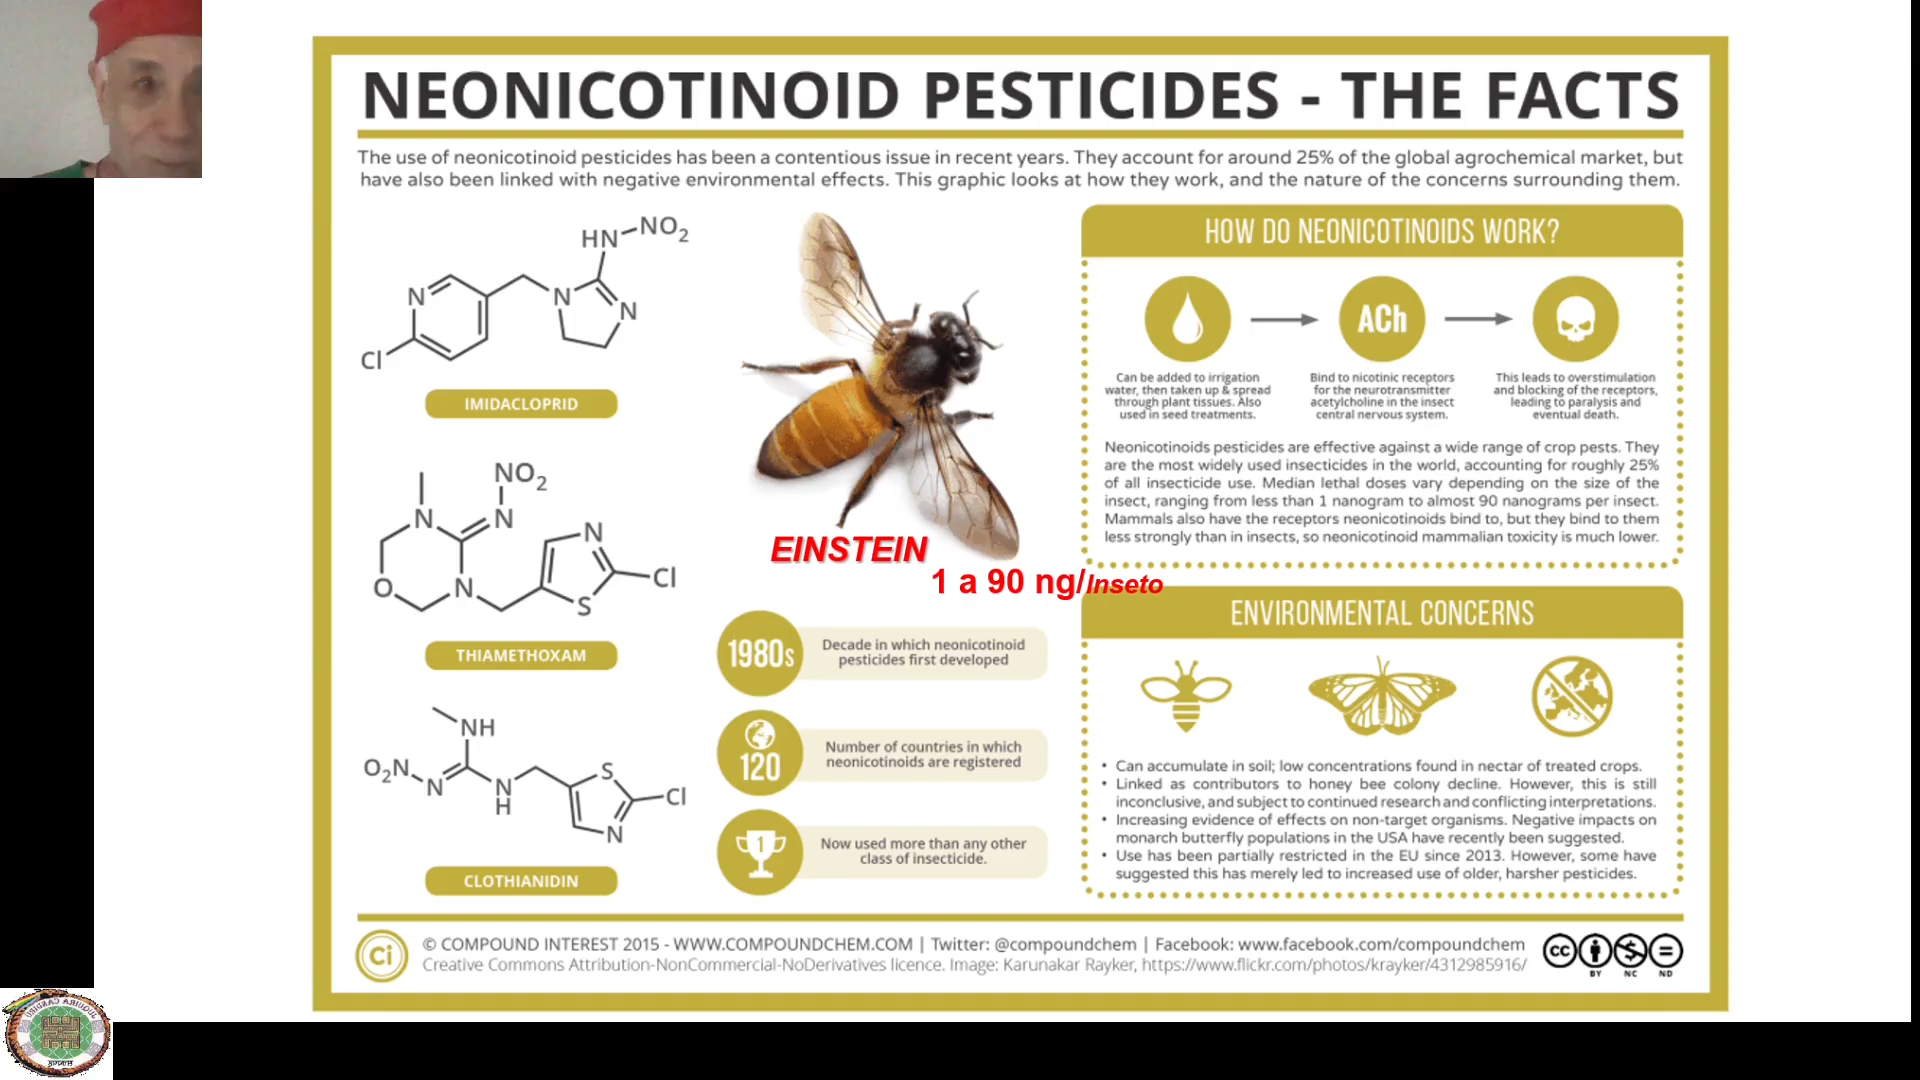 NEONICOTINOID PESTICIDES - THE FACTS
The use of neonicotinoid pesticides has been a contentious issue in recent years. They account for around 25% of the global agrochemical market, but
have also been linked with negative environmental effects. This graphic looks at how they work, and the nature of the concerns surrounding them.
HN NO2
N N N
Cl
IMIDACLOPRID
NO2
N N N
O N Cl
S
THIAMETHOXAM
NH
O2N S
N N Cl
H N
CLOTHIANIDIN
EINSTEIN
1 a 90 ng/Inseto
1980s
Decade in which neonicotinoid
pesticides first developed
120
Number of countries in which
neonicotinoids are registered
1
Now used more than any other
class of insecticide.
HOW DO NEONICOTINOIDS WORK?
ACh
Can be added to irrigation
water, then taken up & spread
through plant tissues. Also
used in seed treatments.
Bind to nicotinic receptors
for the neurotransmitter
acetylcholine in the insect
central nervous system.
This leads to overstimulation
and blocking of the receptors,
leading to paralysis and
eventual death.
Neonicotinoids pesticides are effective against a wide range of crop pests. They
are the most widely used insecticides in the world, accounting for roughly 25%
of all insecticide use. Median lethal doses vary depending on the size of the
insect, ranging from less than 1 nanogram to almost 90 nanograms per insect.
Mammals also have the receptors neonicotinoids bind to, but they bind to them
less strongly than in insects, so neonicotinoid mammalian toxicity is much lower.
ENVIRONMENTAL CONCERNS
• Can accumulate in soil; low concentrations found in nectar of treated crops.
• Linked as contributors to honey bee colony decline. However, this is still
inconclusive, and subject to continued research and conflicting interpretations.
• Increasing evidence of effects on non-target organisms. Negative impacts on
monarch butterfly populations in the USA have recently been suggested.
• Use has been partially restricted in the EU since 2013. However, some have
suggested this has merely led to increased use of older, harsher pesticides.
Ci
© COMPOUND INTEREST 2015 - WWW.COMPOUNDCHEM.COM | Twitter: @compoundchem | Facebook: www.facebook.com/compoundchem
Creative Commons Attribution-NonCommercial-NoDerivatives licence. Image: Karunakar Rayker, https://www.flickr.com/photos/krayker/4312985916/
cc
BY NC ND